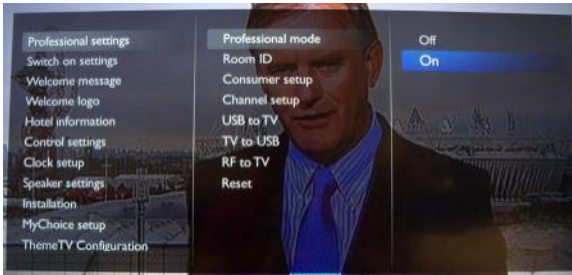 Professional settings
Switch on settings
Welcome message
Welcome logo
Hotel information
Control settings
Clock setup
Speaker settings
Installation
MyChoice setup
ThemeTV Configuration
Professional mode
Room ID
Consumer setup
Channel setup
USB to TV
TV to USB
RF to TV
Reset
Off
On